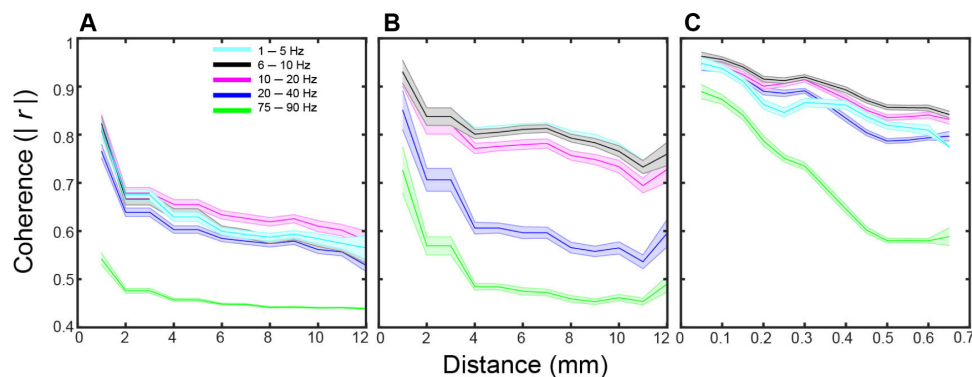 A
B
C
1
0.9
0.8
0.7
0.6
0.5
0.4
Coherence (| r |)
1 – 5 Hz
6 – 10 Hz
10 – 20 Hz
20 – 40 Hz
75 – 90 Hz
0 2 4 6 8 10 12
0 2 4 6 8 10 12
0 0.1 0.2 0.3 0.4 0.5 0.6 0.7
Distance (mm)